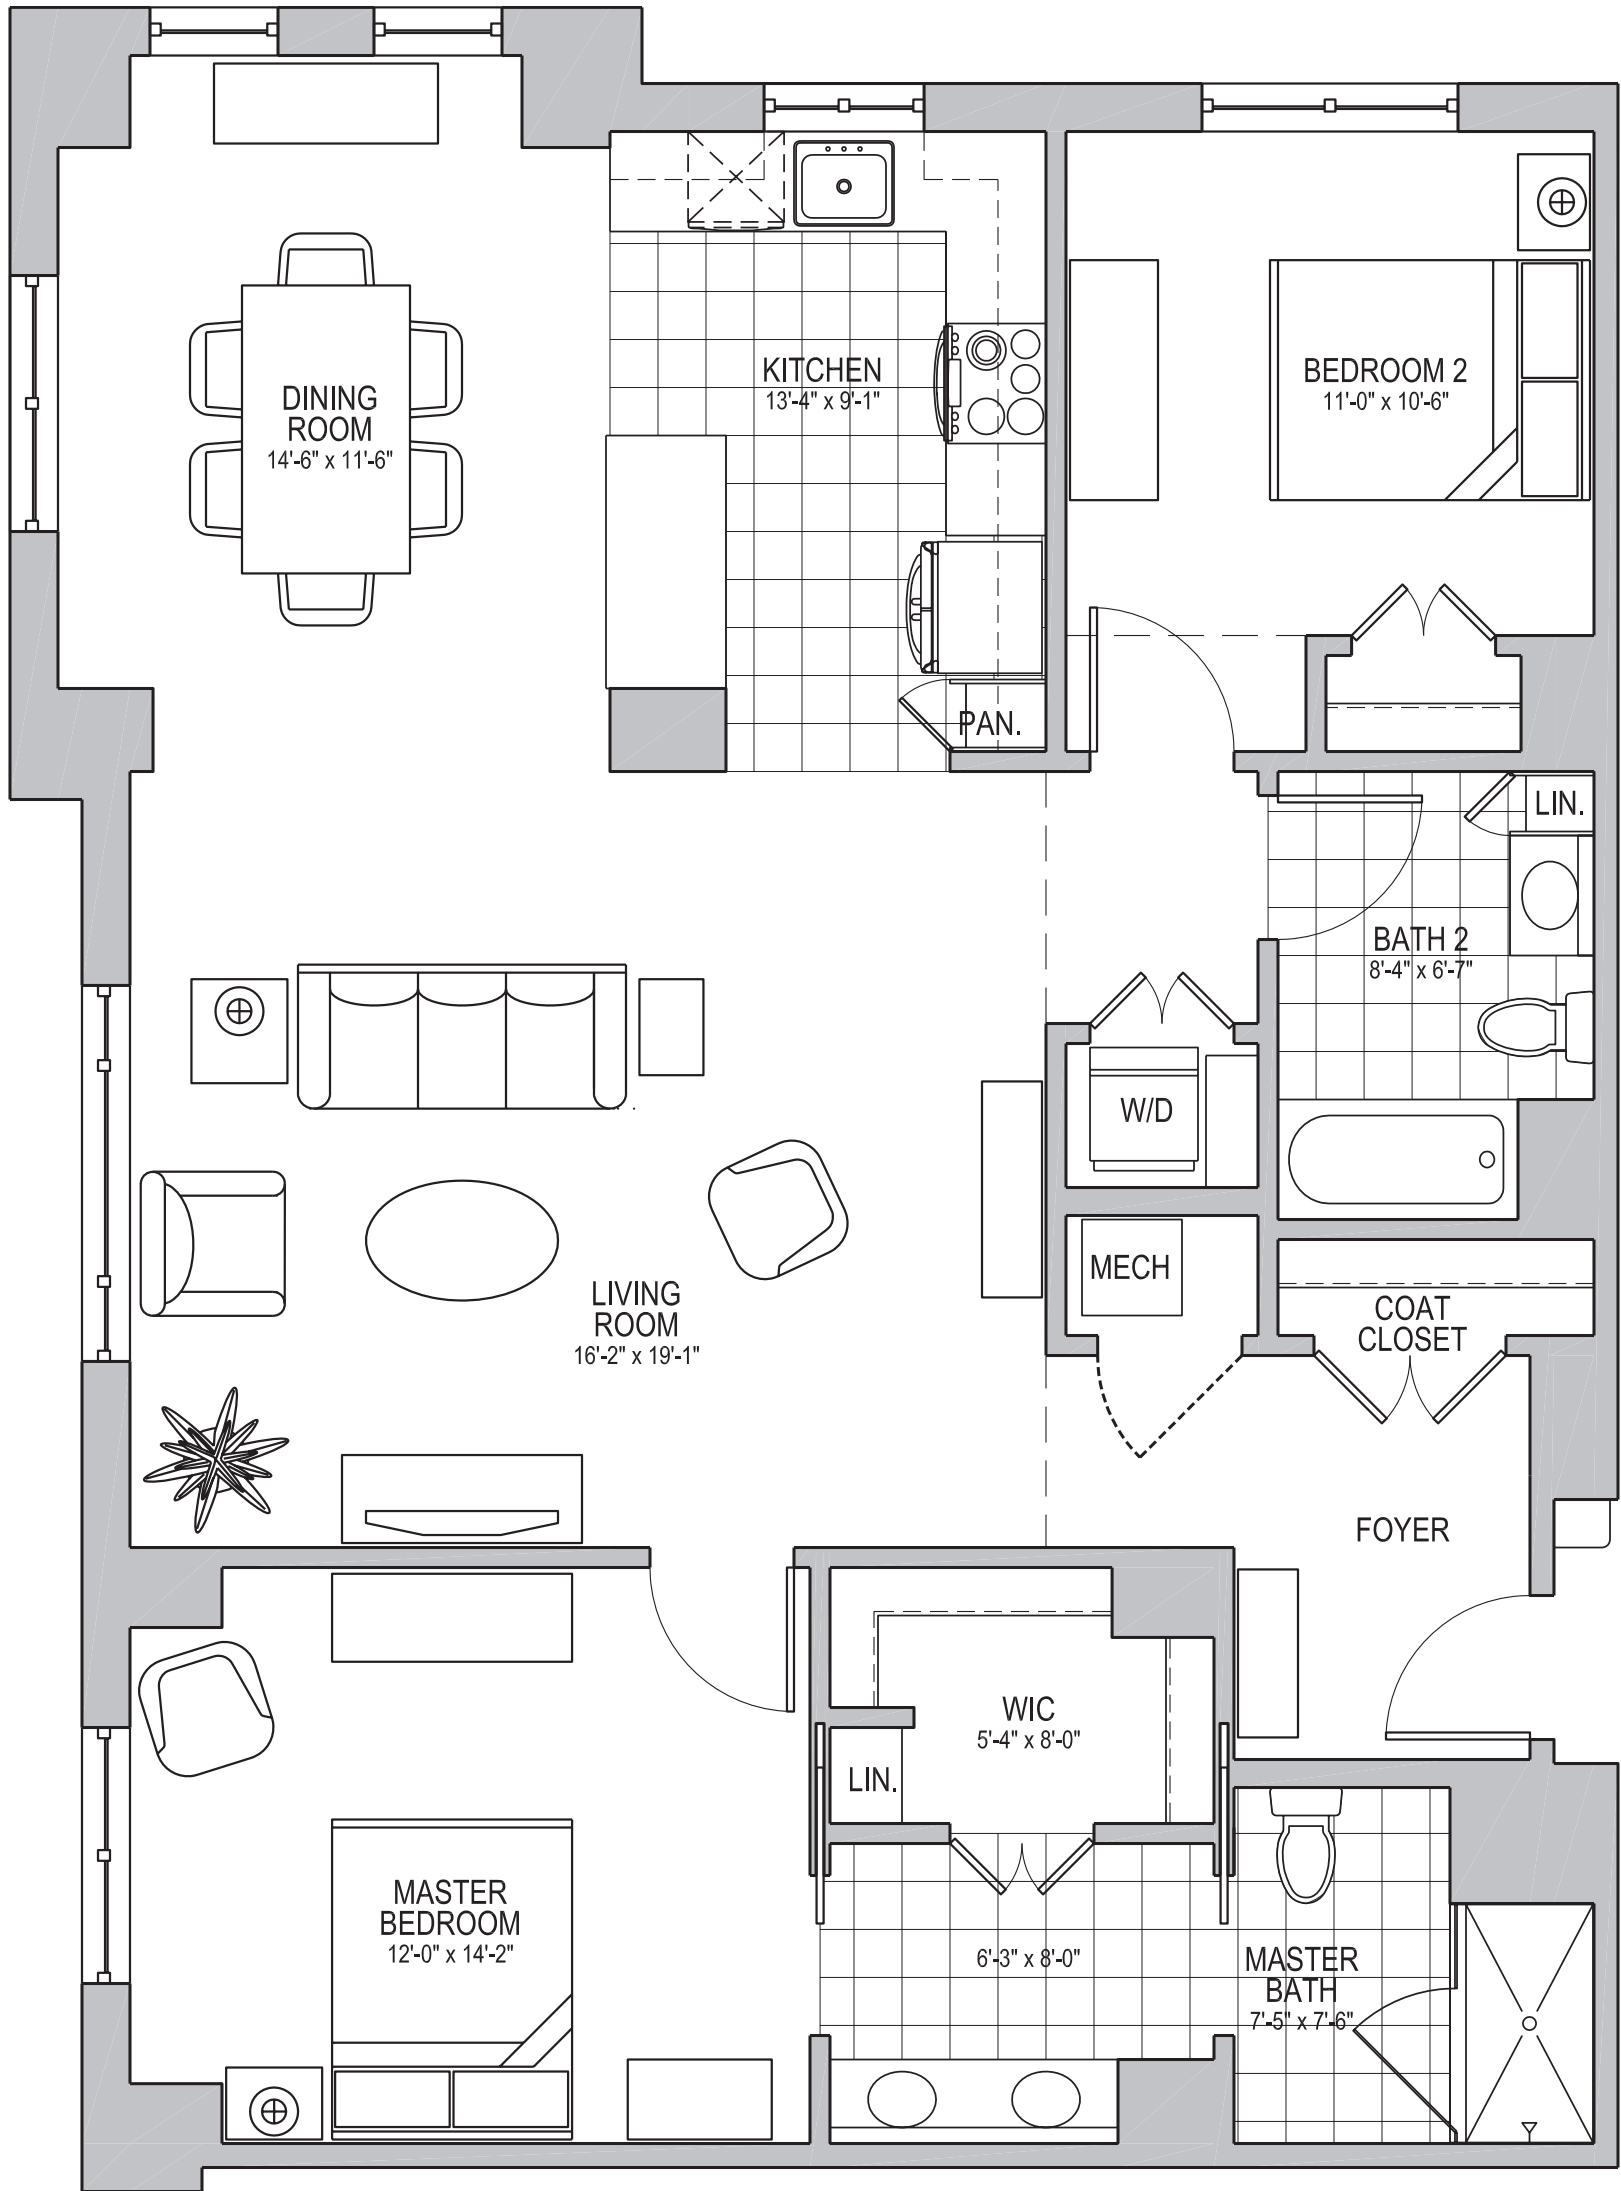 KITCHEN
13'-4" x 9'-1"
BEDROOM 2
11'-0" x 10'-6"
DINING
ROOM
14'-6" x 11'-6"
PAN.
LIN.
BATH 2
8'-4" x 6'-7"
W/D
MECH
COAT
CLOSET
LIVING
ROOM
16'-2" x 19'-1"
FOYER
WIC
5'-4" x 8'-0"
LIN.
MASTER
BEDROOM
12'-0" x 14'-2"
6'-3" x 8'-0"
MASTER
BATH
7'-5" x 7'-6"